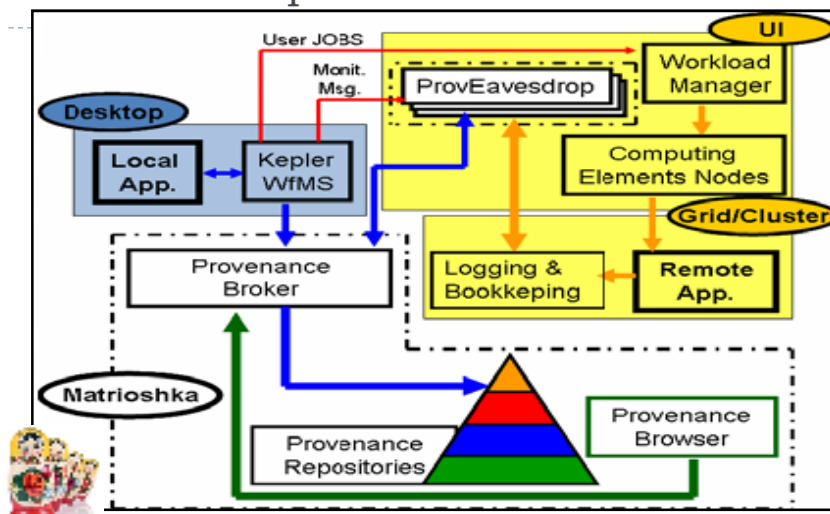 User JOBS
UI
Monit.
Msg.
ProvEavesdrop
Workload
Manager
Desktop
Local
App.
Kepler
WfMS
Computing
Elements Nodes
Grid/Cluster
Provenance
Broker
Logging &
Bookkeping
Remote
App.
Matrioshka
Provenance
Repositories
Provenance
Browser